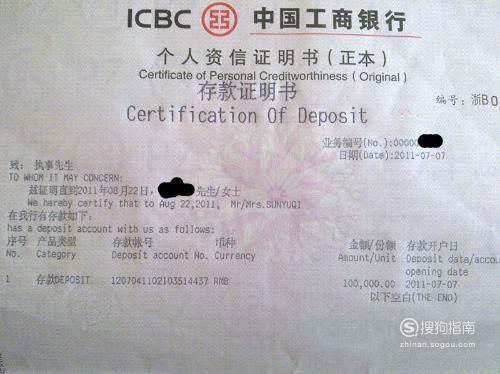 ICBC 中国工商银行
个人资信证明书(正本)
Certificate of Personal Creditworthiness (Original)
存款证明书
Certification Of Deposit
编号:浙B0
业务编号(No.):00000
日期(Date):2011-07-07
致: 执事先生
TO WHOM IT MAY CONCERN:
兹证明直到2011年08月22日, 先生/女士
We hereby certify that to Aug 22,2011, Mr/Mrs.SUNYUQI
在我行有存款如下:
has a deposit account with us as follows:
序号 产品类型 存款帐号 币种 金额/份额 存款开户日
No. Category Deposit account No. Currency Amount/Unit Deposit date/accou
opening date
1 存款DEPOSIT 1207041102103514437 RMB 100,000.00 2011-07-07
以下空白(THE END)
搜狗指南
zhinan.sogou.com